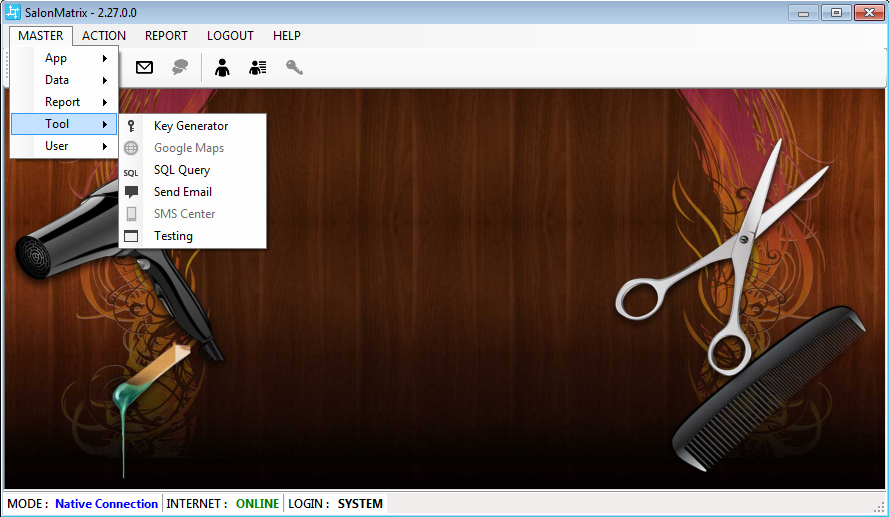 SalonMatrix - 2.27.0.0
MASTER ACTION REPORT LOGOUT HELP
App
Data
Report
Tool
User
Key Generator
Google Maps
SQL SQL Query
Send Email
SMS Center
Testing
MODE : Native Connection INTERNET : ONLINE LOGIN : SYSTEM